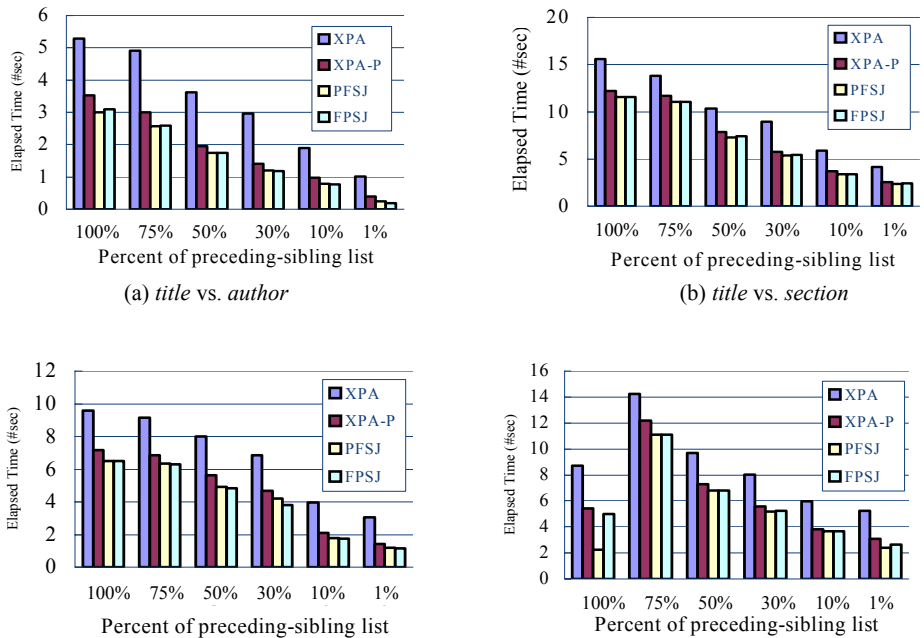 6
5
4
3
2
1
0
Elapsed Time (#sec)
XPA
XPA-P
PFSJ
FPSJ
100% 75% 50% 30% 10% 1%
Percent of preceding-sibling list
(a) title vs. author
20
15
10
5
0
Elapsed Time (#sec)
XPA
XPA-P
PFSJ
FPSJ
100% 75% 50% 30% 10% 1%
Percent of preceding-sibling list
(b) title vs. section
12
10
8
6
4
2
0
Elapsed Time (#sec)
XPA
XPA-P
PFSJ
FPSJ
100% 75% 50% 30% 10% 1%
Percent of preceding-sibling list
16
14
12
10
8
6
4
2
0
Elapsed Time (#sec)
XPA
XPA-P
PFSJ
FPSJ
100% 75% 50% 30% 10% 1%
Percent of preceding-sibling list